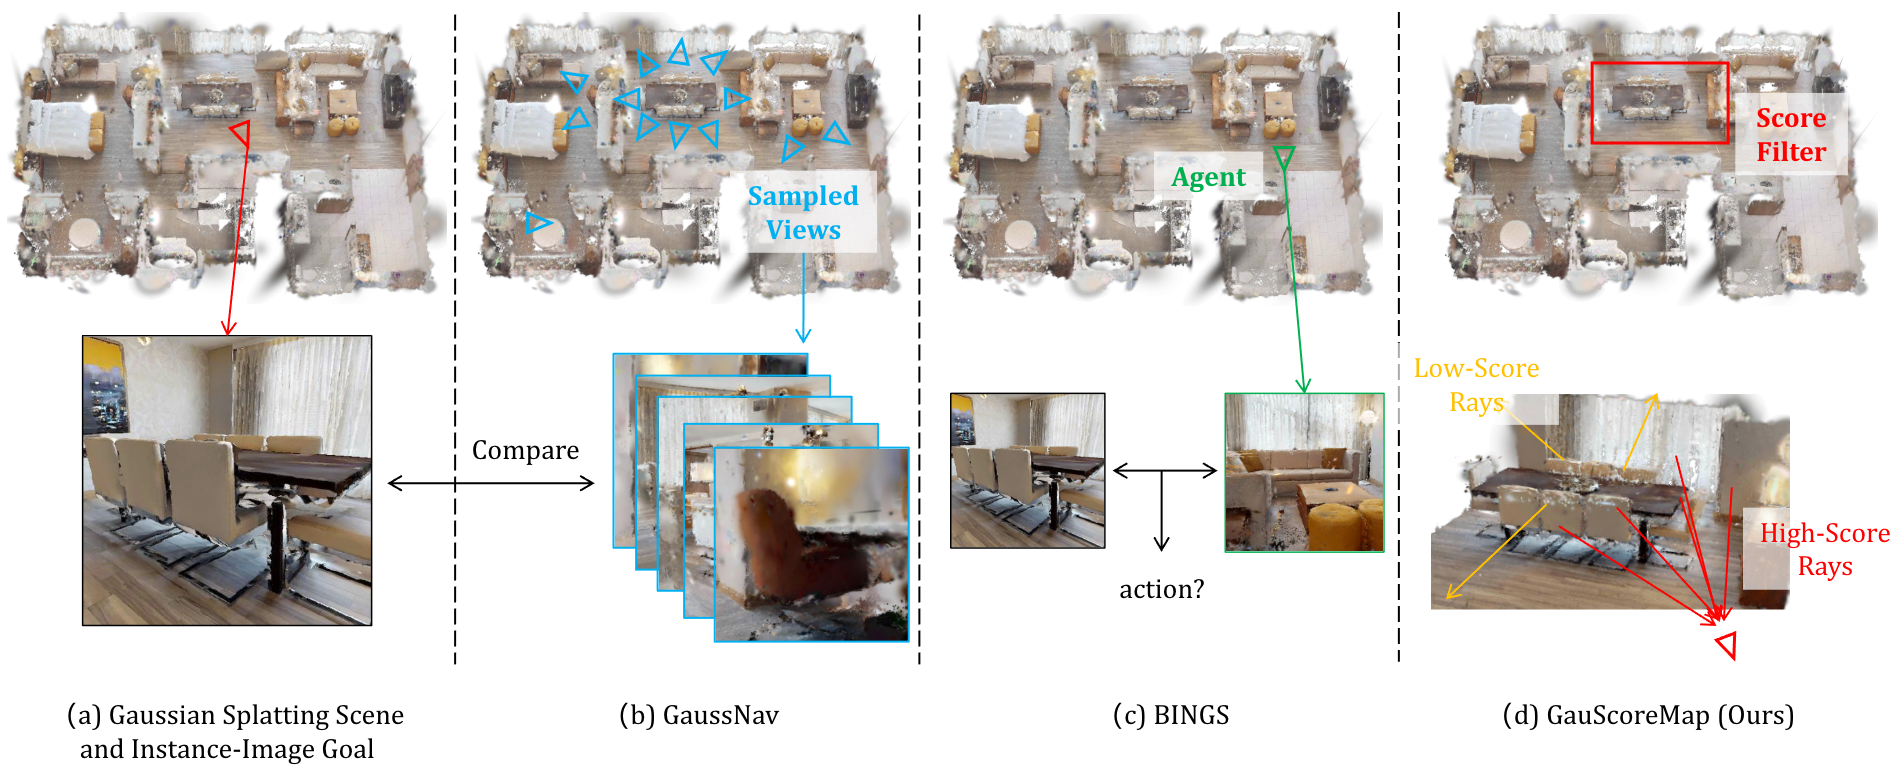 Sampled
Views
Agent
Score
Filter
Compare
action?
Low-Score
Rays
High-Score
Rays
(a) Gaussian Splatting Scene
and Instance-Image Goal
(b) GaussNav
(c) BINGS
(d) GauScoreMap (Ours)